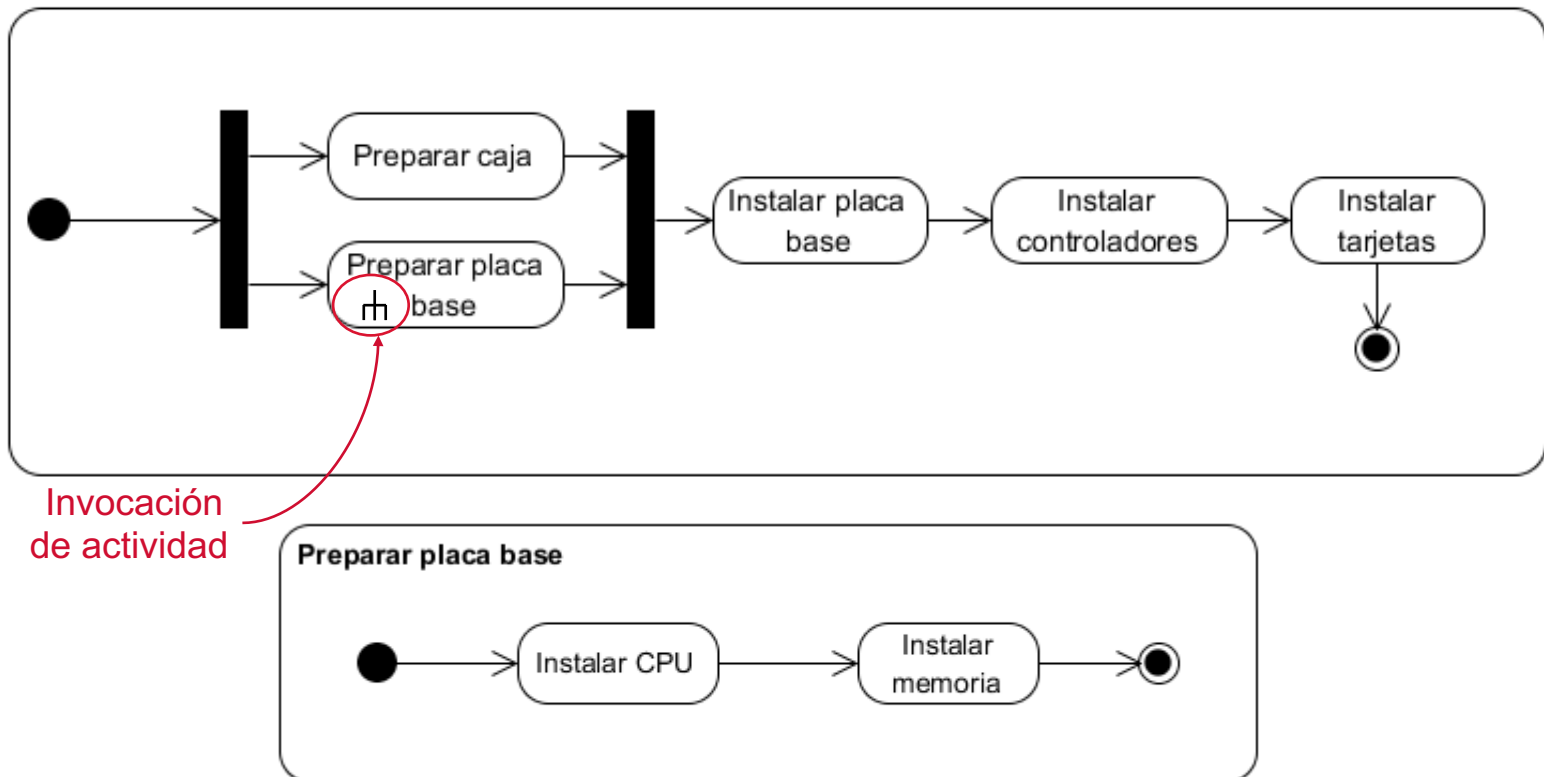 Preparar caja
Preparar placa
base
Instalar placa
base
Instalar
controladores
Instalar
tarjetas
Invocación
de actividad
Preparar placa base
Instalar CPU
Instalar
memoria